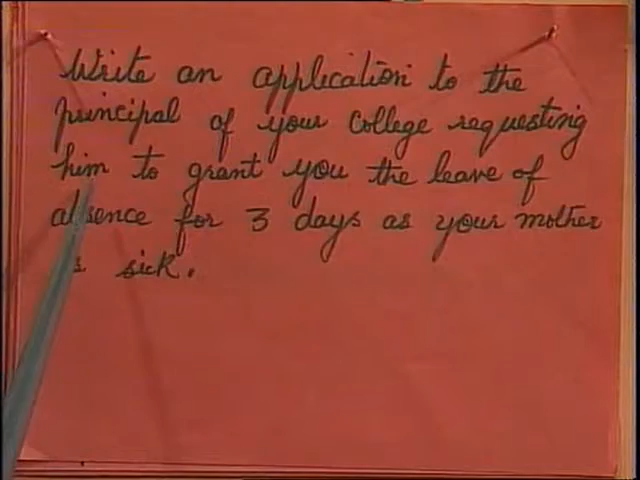 Write an application to the
principal of your college requesting
him to grant you the leave of
absence for 3 days as your mother
is sick.